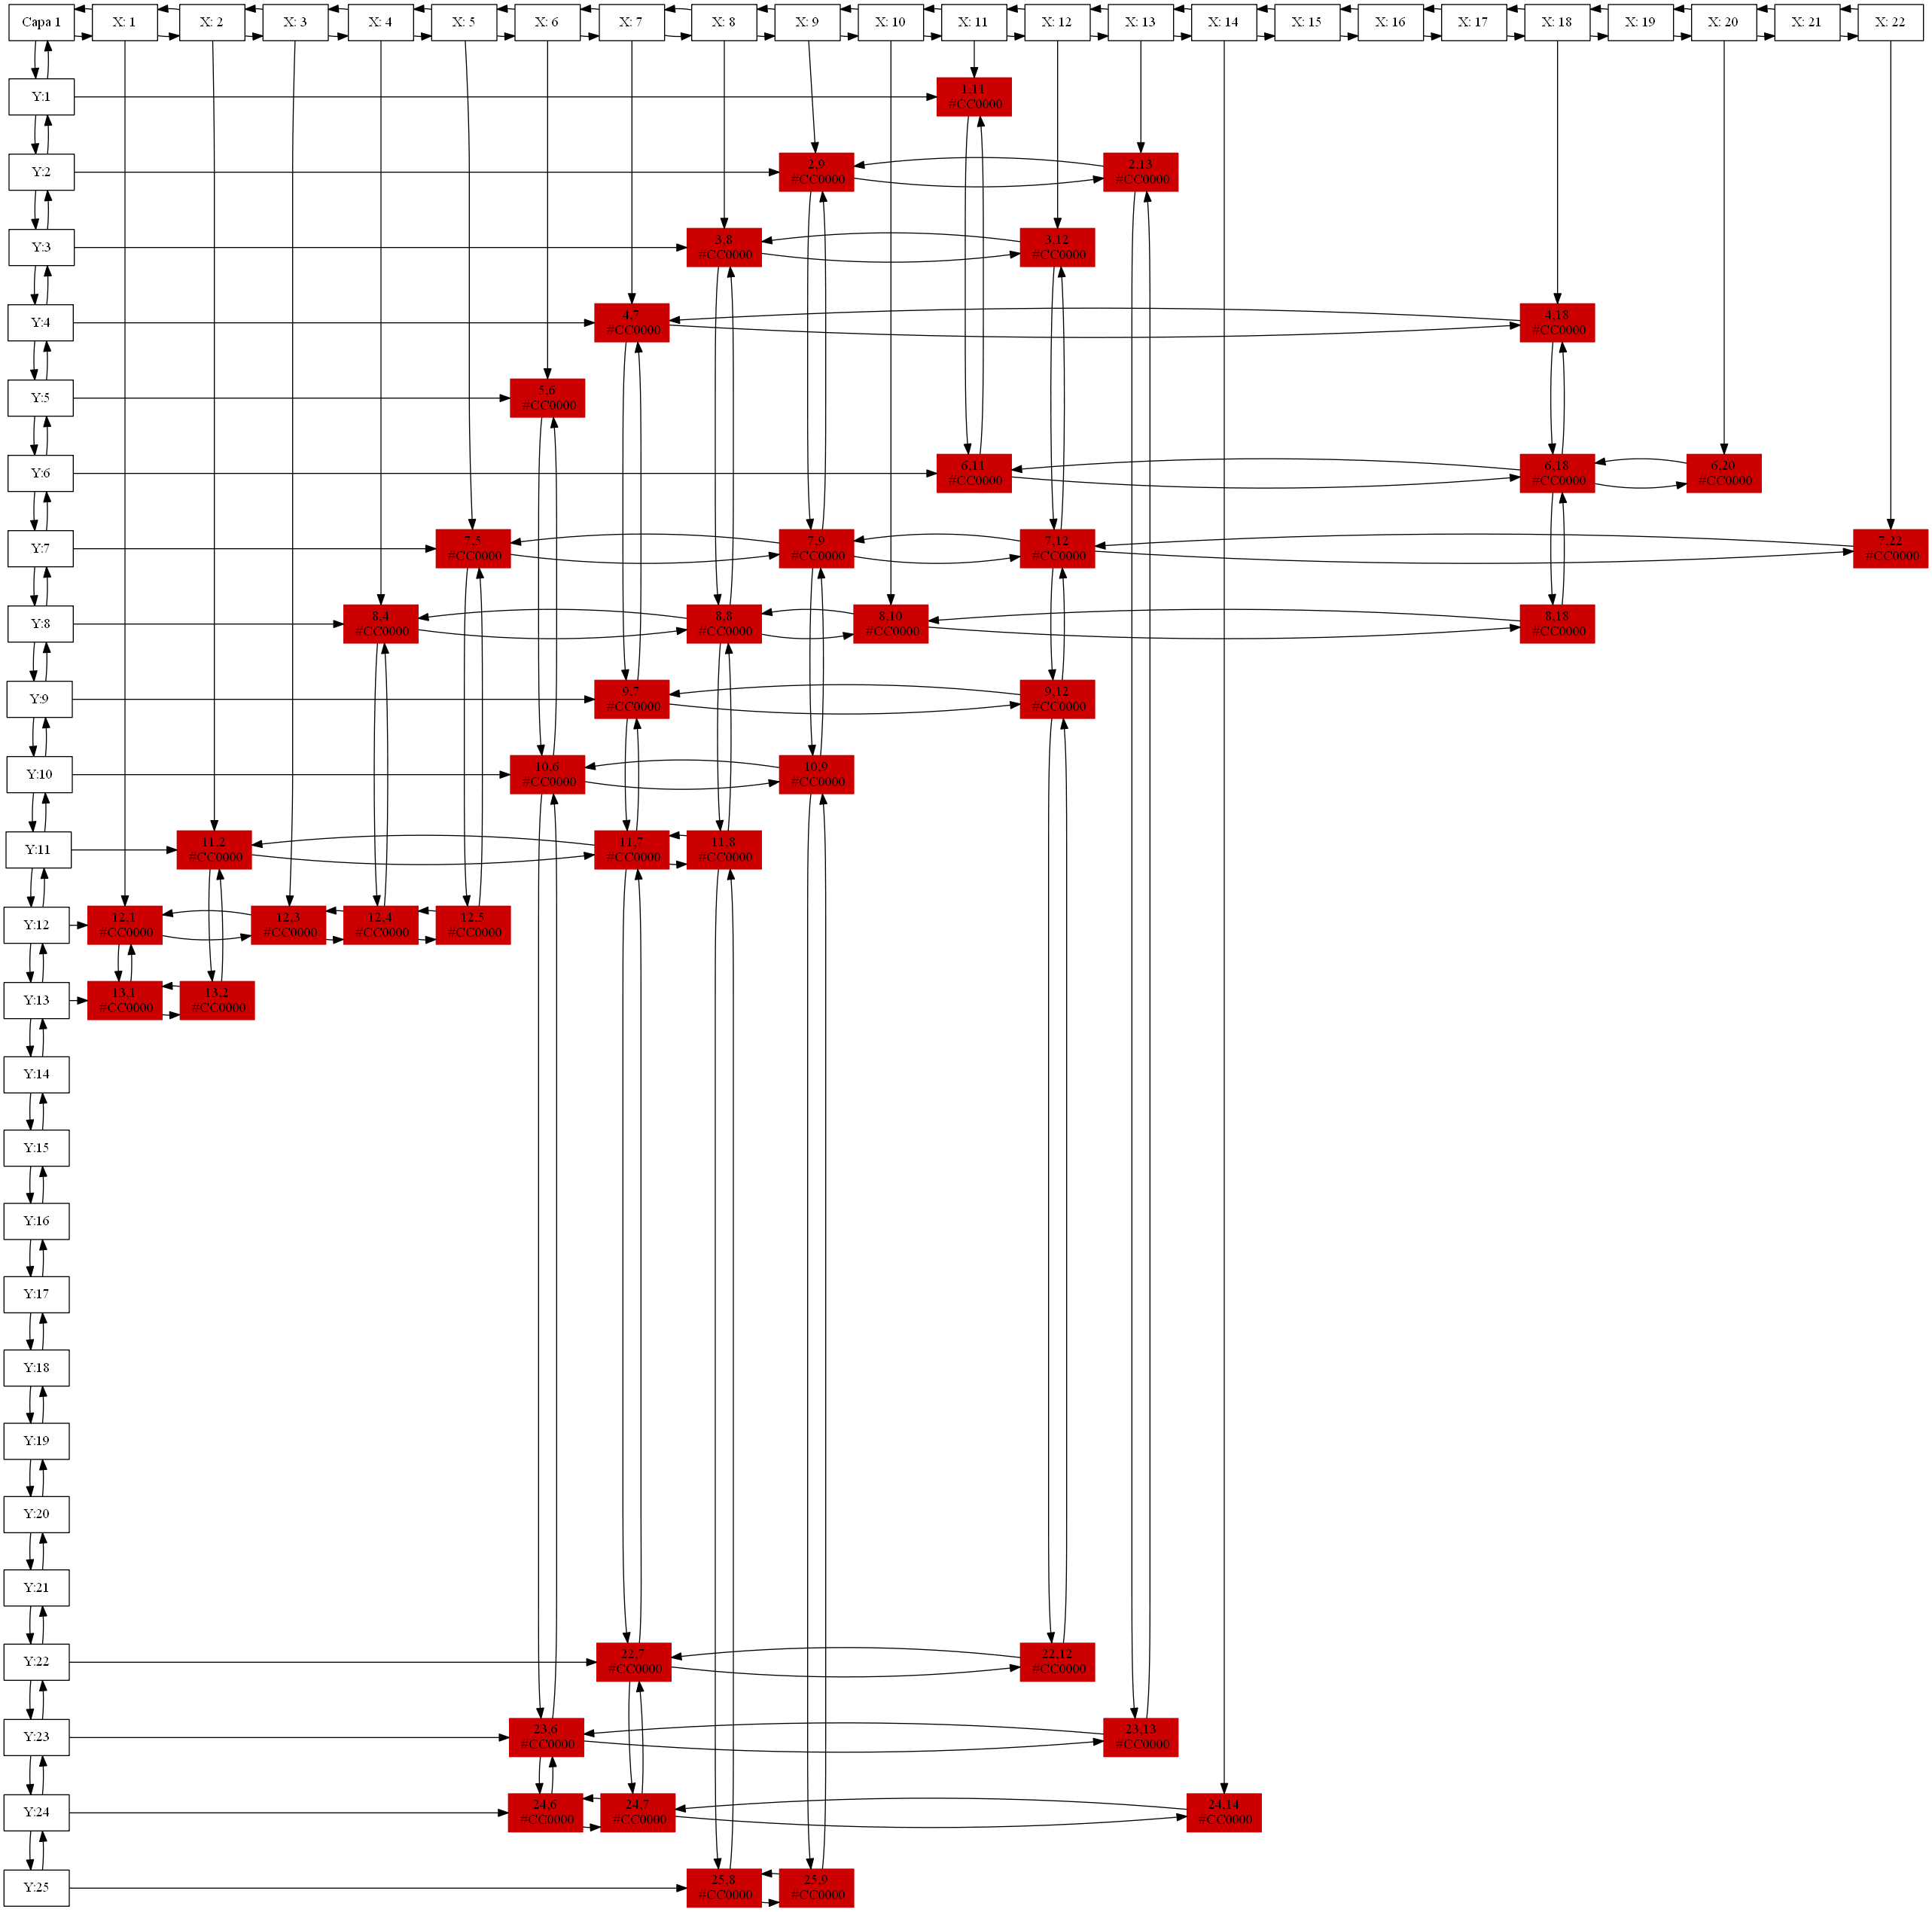 Capa 1
X: 1
X: 2
X: 3
X: 4
X: 5
X: 6
X: 7
X: 8
X: 9
X: 10
X: 11
X: 12
X: 13
X: 14
X: 15
X: 16
X: 17
X: 18
X: 19
X: 20
X: 21
X: 22
Y:1
1,11
#CC0000
Y:2
2,9
#CC0000
2,13
#CC0000
Y:3
3,8
#CC0000
3,12
#CC0000
Y:4
4,7
#CC0000
4,18
#CC0000
Y:5
5,6
#CC0000
Y:6
6,11
#CC0000
6,18
#CC0000
6,20
#CC0000
Y:7
7,5
#CC0000
7,9
#CC0000
7,12
#CC0000
7,22
#CC0000
Y:8
8,4
#CC0000
8,8
#CC0000
8,10
#CC0000
8,18
#CC0000
Y:9
9,7
#CC0000
9,12
#CC0000
Y:10
10,6
#CC0000
10,9
#CC0000
Y:11
11,2
#CC0000
11,7
#CC0000
11,8
#CC0000
Y:12
12,1
#CC0000
12,3
#CC0000
12,4
#CC0000
12,5
#CC0000
Y:13
13,1
#CC0000
13,2
#CC0000
Y:14
Y:15
Y:16
Y:17
Y:18
Y:19
Y:20
Y:21
Y:22
22,7
#CC0000
22,12
#CC0000
Y:23
23,6
#CC0000
23,13
#CC0000
Y:24
24,6
#CC0000
24,7
#CC0000
24,14
#CC0000
Y:25
25,8
#CC0000
25,9
#CC0000